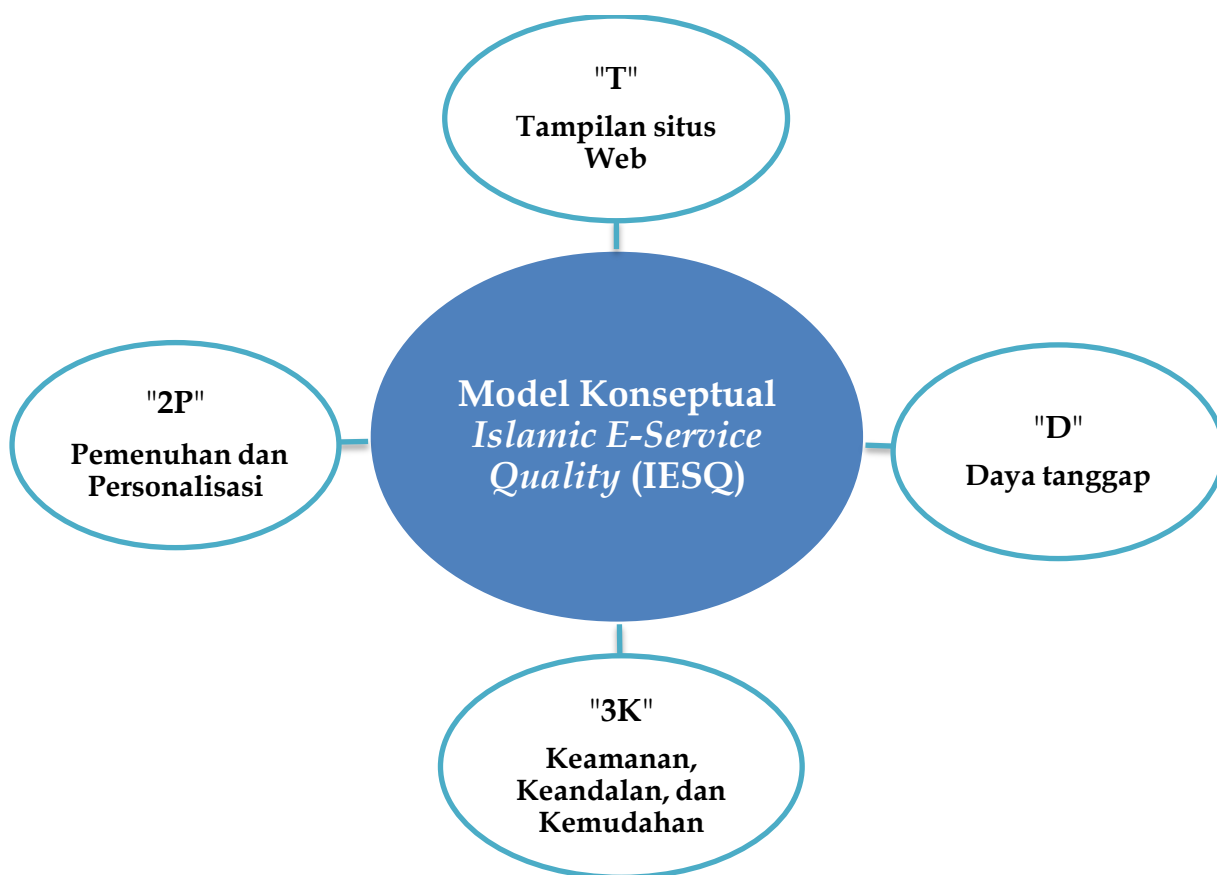 "T"
Tampilan situs
Web
"2P"
Pemenuhan dan
Personalisasi
Model Konseptual
Islamic E-Service
Quality (IESQ)
"D"
Daya tanggap
"3K"
Keamanan,
Keandalan, dan
Kemudahan